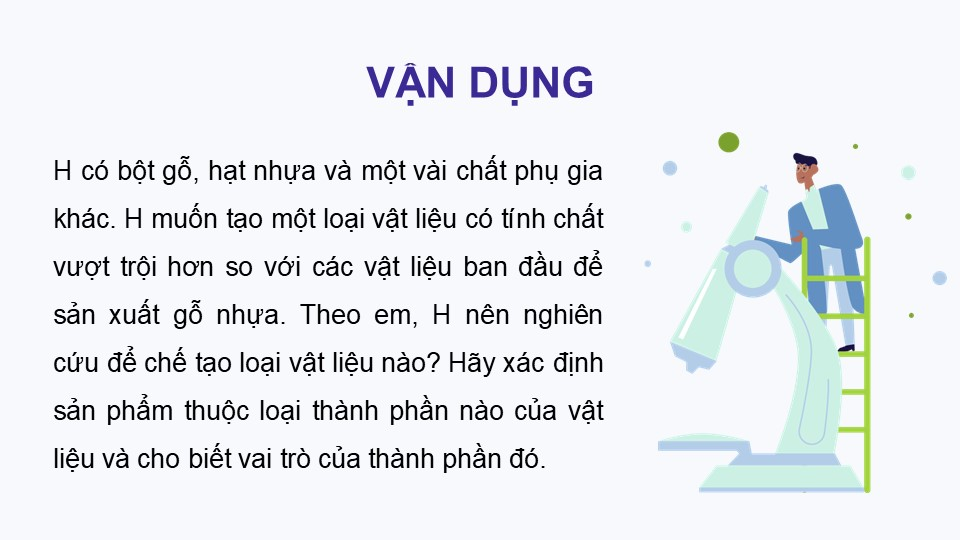 VẬN DỤNG
H có bột gỗ, hạt nhựa và một vài chất phụ gia
khác. H muốn tạo một loại vật liệu có tính chất
vượt trội hơn so với các vật liệu ban đầu để
sản xuất gỗ nhựa. Theo em, H nên nghiên
cứu để chế tạo loại vật liệu nào? Hãy xác định
sản phẩm thuộc loại thành phần nào của vật
liệu và cho biết vai trò của thành phần đó.